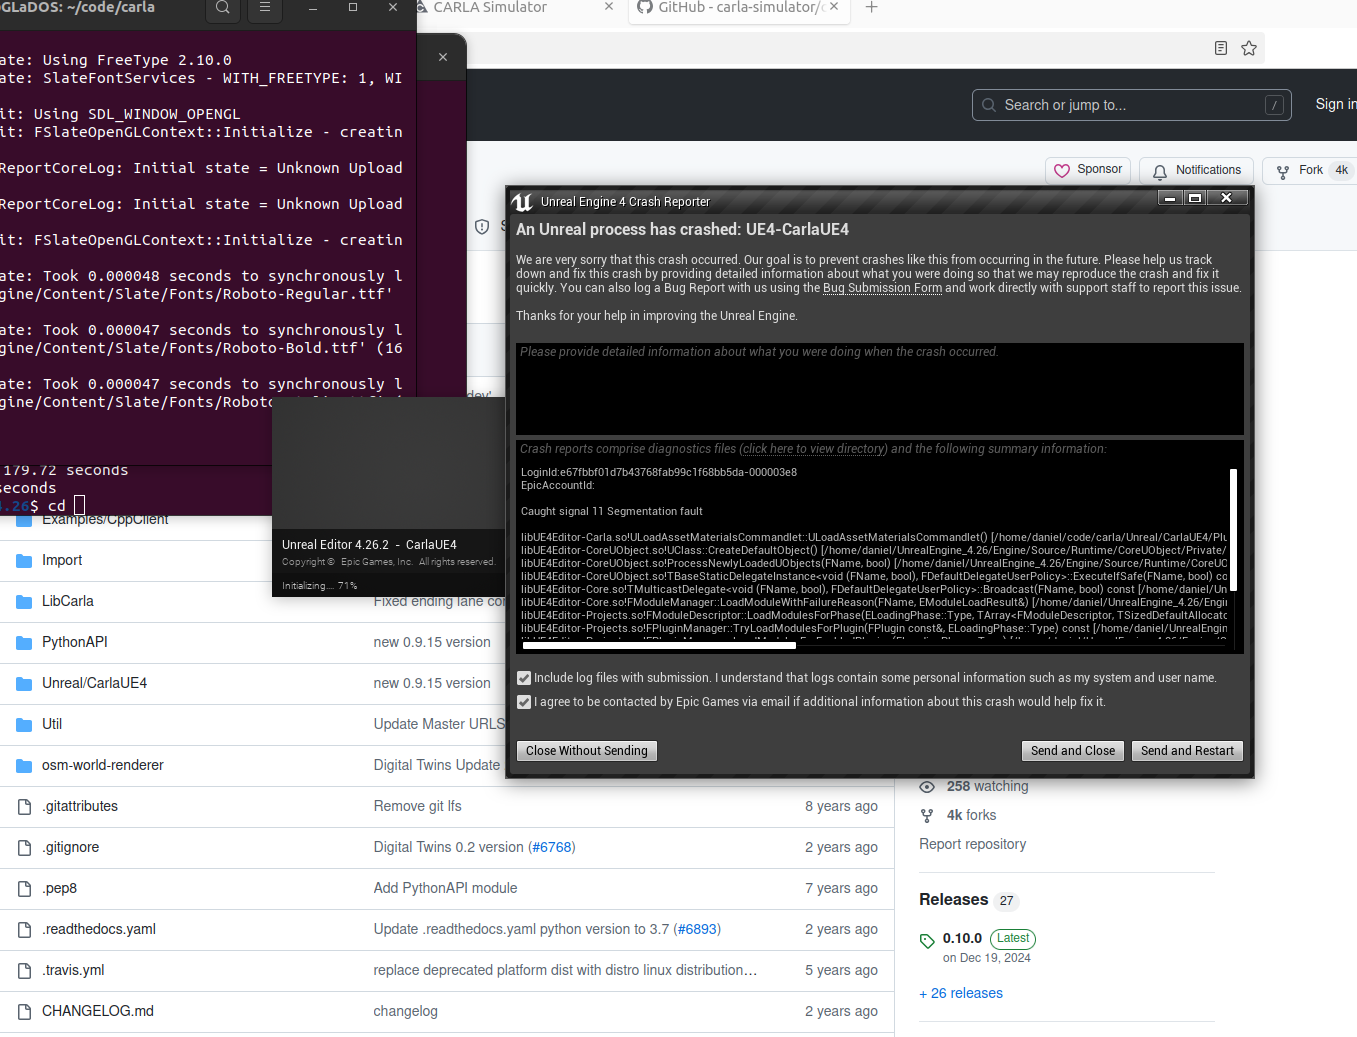 oGLaDOS: ~/code/carla
CARLA Simulator
GitHub - carla-simulator/c
ate: Using FreeType 2.10.0
ate: SlateFontServices - WITH_FREETYPE: 1, WI
it: Using SDL_WINDOW_OPENGL
it: FSlateOpenGLContext::Initialize - creatin
ReportCoreLog: Initial state = Unknown Upload
ReportCoreLog: Initial state = Unknown Upload
it: FSlateOpenGLContext::Initialize - creatin
ate: Took 0.000048 seconds to synchronously l
gine/Content/Slate/Fonts/Roboto-Regular.ttf'
ate: Took 0.000047 seconds to synchronously l
gine/Content/Slate/Fonts/Roboto-Bold.ttf' (16
ate: Took 0.000047 seconds to synchronously l
gine/Content/Slate/Fonts/Roboto
179.72 seconds
seconds
4.26$ cd
Search or jump to...
/
Sign in
Sponsor
Notifications
Fork 4k
Unreal Engine 4 Crash Reporter
An Unreal process has crashed: UE4-CarlaUE4
We are very sorry that this crash occurred. Our goal is to prevent crashes like this from occurring in the future. Please help us track
down and fix this crash by providing detailed information about what you were doing so that we may reproduce the crash and fix it
quickly. You can also log a Bug Report with us using the Bug Submission Form and work directly with support staff to report this issue.
Thanks for your help in improving the Unreal Engine.
Please provide detailed information about what you were doing when the crash occurred.
Crash reports comprise diagnostics files (click here to view directory) and the following summary information:
LoginId:e67fbbf01d7b43768fab99c1f68bb5da-000003e8
EpicAccountId:
Caught signal 11 Segmentation fault
libUE4Editor-Carla.so!ULoadAssetMaterialsCommandlet::ULoadAssetMaterialsCommandlet() [/home/daniel/code/carla/Unreal/CarlaUE4/Plu
libUE4Editor-CoreUObject.so!UClass::CreateDefaultObject() [/home/daniel/UnrealEngine_4.26/Engine/Source/Runtime/CoreUObject/Private/
libUE4Editor-CoreUObject.so!ProcessNewlyLoadedUObjects(FName, bool) [/home/daniel/UnrealEngine_4.26/Engine/Source/Runtime/CoreUO
libUE4Editor-CoreUObject.so!TBaseStaticDelegateInstance<void (FName, bool), FDefaultDelegateUserPolicy>::ExecuteIfSafe(FName, bool) co
libUE4Editor-Core.so!TMulticastDelegate<void (FName, bool), FDefaultDelegateUserPolicy>::Broadcast(FName, bool) const [/home/daniel/Un
libUE4Editor-Core.so!FModuleManager::LoadModuleWithFailureReason(FName, EModuleLoadResult&) [/home/daniel/UnrealEngine_4.26/Engin
libUE4Editor-Projects.so!FModuleDescriptor::LoadModulesForPhase(ELoadingPhase::Type, TArray<FModuleDescriptor, TSizedDefaultAllocato
libUE4Editor-Projects.so!FPluginManager::TryLoadModulesForPlugin(FPlugin const&, ELoadingPhase::Type) const [/home/daniel/UnrealEngin
Include log files with submission. I understand that logs contain some personal information such as my system and user name.
I agree to be contacted by Epic Games via email if additional information about this crash would help fix it.
Close Without Sending
Send and Close
Send and Restart
dev'
Unreal Editor 4.26.2 - CarlaUE4
Copyright © Epic Games, Inc. All rights reserved.
Initializing.... 71%
Examples/CppClient
Import
LibCarla Fixed ending lane con
PythonAPI new 0.9.15 version
Unreal/CarlaUE4 new 0.9.15 version
Util Update Master URLS
osm-world-renderer Digital Twins Update
.gitattributes Remove git lfs 8 years ago
.gitignore Digital Twins 0.2 version (#6768) 2 years ago
.pep8 Add PythonAPI module 7 years ago
.readthedocs.yaml Update .readthedocs.yaml python version to 3.7 (#6893) 2 years ago
.travis.yml replace deprecated platform dist with distro linux distribution… 5 years ago
CHANGELOG.md changelog 2 years ago
258 watching
4k forks
Report repository
Releases 27
0.10.0 Latest
on Dec 19, 2024
+ 26 releases